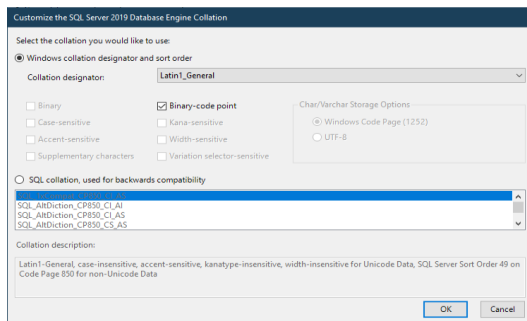 Customize the SQL Server 2019 Database Engine Collation
Select the collation you would like to use:
Windows collation designator and sort order
Collation designator: Latin1_General
Binary Binary-code point
Case-sensitive Kana-sensitive
Accent-sensitive Width-sensitive
Supplementary characters Variation selector-sensitive
Char/Varchar Storage Options
Windows Code Page (1252)
UTF-8
SQL collation, used for backwards compatibility
SQL_AltDiction_CP850_CI_AI
SQL_AltDiction_CP850_CI_AS
SQL_AltDiction_CP850_CS_AS
Collation description:
Latin1-General, case-insensitive, accent-sensitive, kanatype-insensitive, width-insensitive for Unicode Data, SQL Server Sort Order 49 on
Code Page 850 for non-Unicode Data
OK Cancel